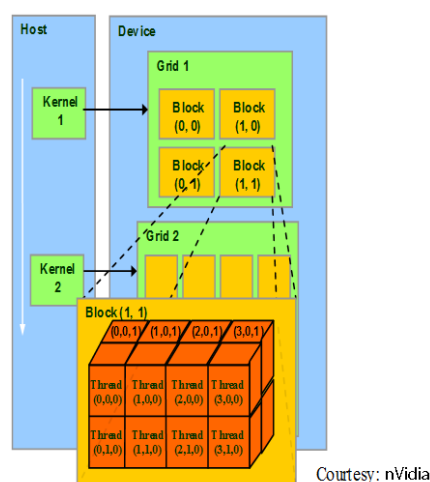 Host
Device
Grid 1
Kernel
1
Block
(0, 0)
Block
(1, 0)
Block
(0, 1)
Block
(1, 1)
Grid 2
Kernel
2
Block (1, 1)
(0,0,1) (1,0,1) (2,0,1) (3,0,1)
Thread Thread Thread Thread
(0,0,0) (1,0,0) (2,0,0) (3,0,0)
Thread Thread Thread Thread
(0,1,0) (1,1,0) (2,1,0) (3,1,0)
Courtesy: nVidia